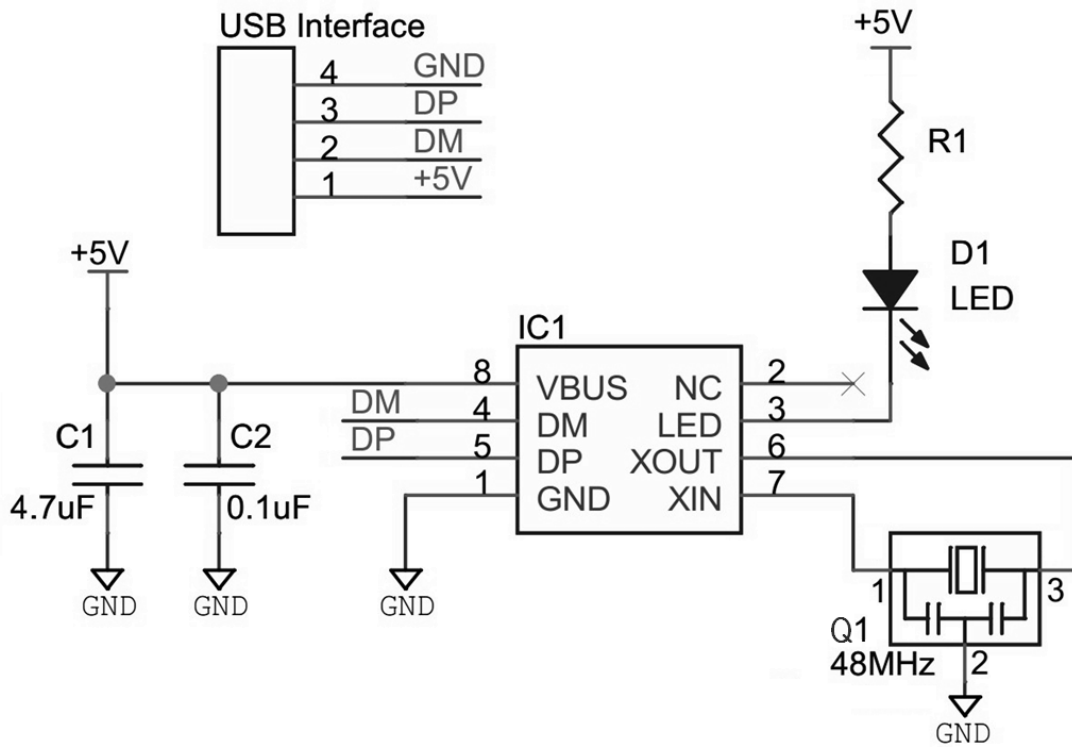 USB Interface
4 GND
3 DP
2 DM
1 +5V
+5V
R1
D1
LED
+5V
C1
4.7uF
C2
0.1uF
GND
GND
GND
IC1
8 VBUS NC 2
DM 4 DM LED 3
DP 5 DP XOUT 6
1 GND XIN 7
1
3
Q1
48MHz
2
GND